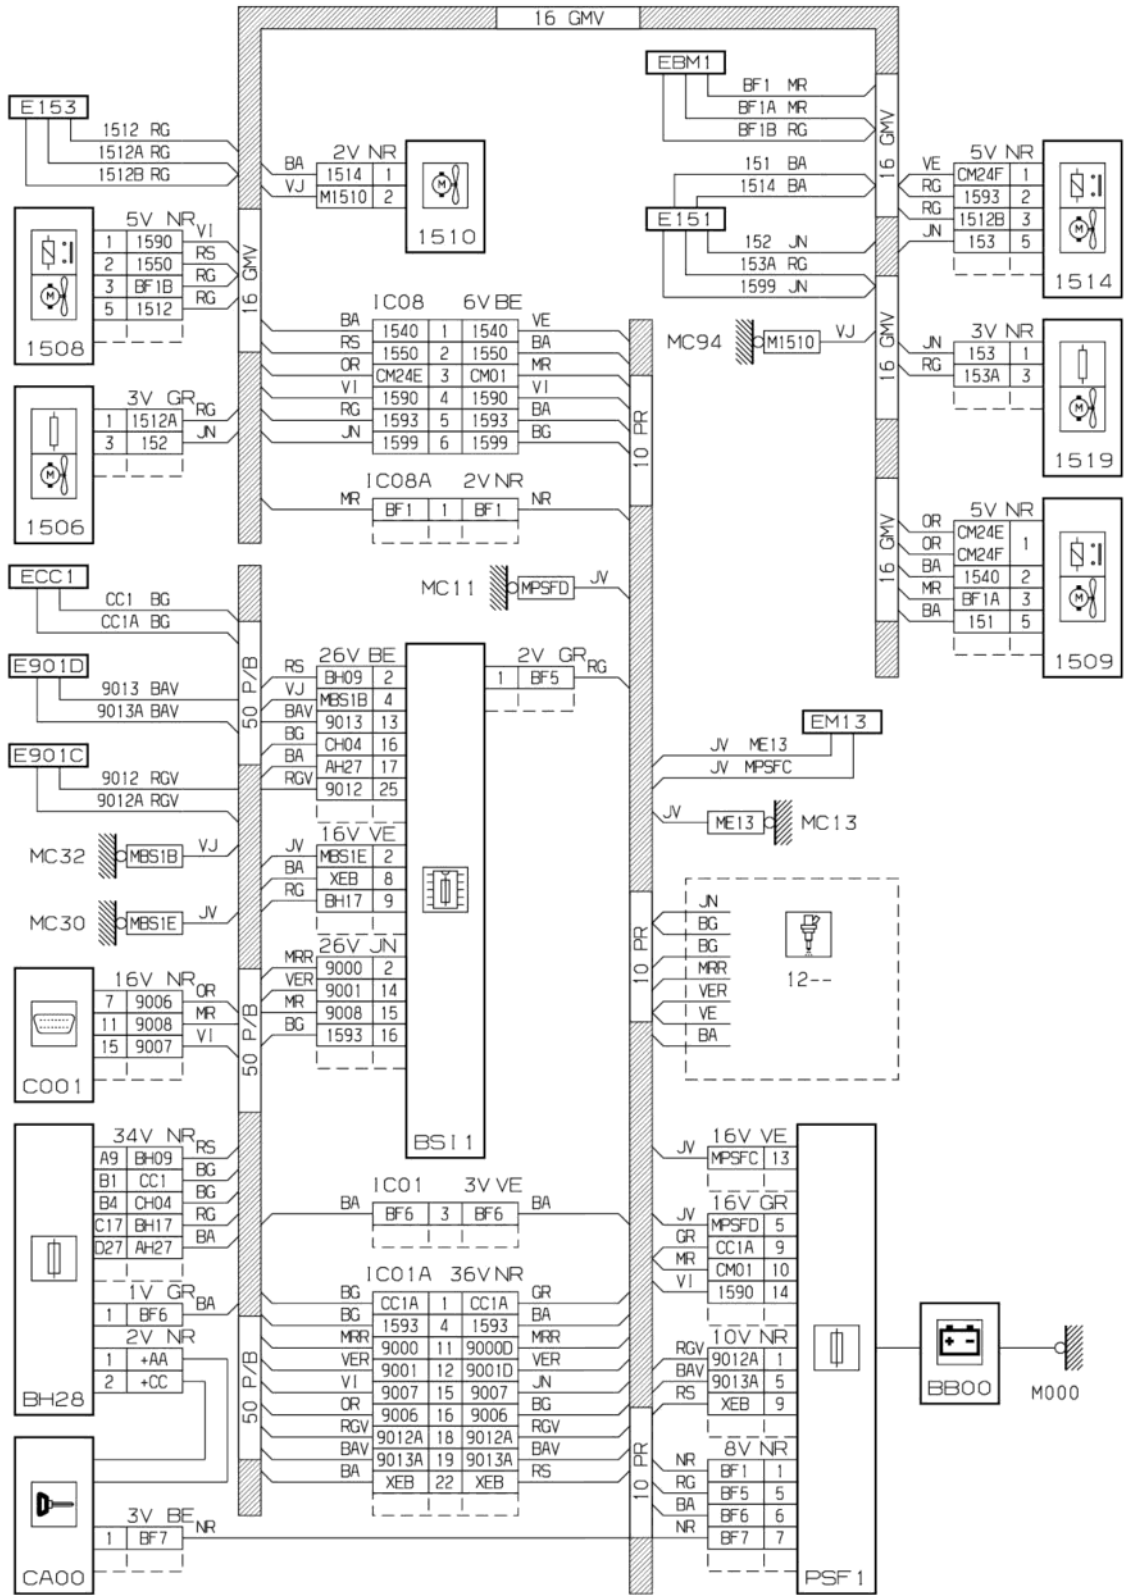 16 GMV
EBM1
BF1 MR
BF1A MR
BF1B RG
E153
1512 RG
1512A RG
1512B RG
16 GMV
2V NR
BA 1514 1
VJ M1510 2
1510
151 BA
1514 BA
E151
152 JN
153A RG
1599 JN
5V NR
VE CM24F 1
RG 1593 2
RG 1512B 3
JN 153 5
1514
5V NR
1 1590 VI
2 1550 RS
3 BF1B RG
5 1512 RG
1508
16 GMV
IC08 6V BE
BA 1540 1 1540 VE
RS 1550 2 1550 BA
OR CM24E 3 CM01 MR
VI 1590 4 1590 VI
RG 1593 5 1593 BA
JN 1599 6 1599 BG
MC94 M1510 VJ
16 GMV
3V NR
JN 153 1
RG 153A 3
1519
3V GR
1 1512A RG
3 152 JN
1506
10 PR
IC08A 2V NR
MR BF1 1 BF1 NR
16 GMV
5V NR
OR CM24E 1
OR CM24F
BA 1540 2
MR BF1A 3
BA 151 5
1509
ECC1
CC1 BG
CC1A BG
MC11 MPSFD JV
E901D
9013 BAV
9013A BAV
50 P/B
26V BE
RS BH09 2
VJ MBS1B 4
BAV 9013 13
BG CH04 16
BA AH27 17
RGV 9012 25
2V GR
1 BF5 RG
E901C
9012 RGV
9012A RGV
EM13
JV ME13
JV MPSFC
JV ME13 MC13
MC32 MBS1B VJ
16V VE
JV MBS1E 2
BA XEB 8
RG BH17 9
MC30 MBS1E JV
10 PR
JN
BG
BG
MRR
VER
VE
BA
12--
26V JN
MRR 9000 2
VER 9001 14
MR 9008 15
BG 1593 16
BSI1
16V NR
7 9006 OR
11 9008 MR
15 9007 VI
C001
50 P/B
34V NR
A9 BH09 RS
B1 CC1 BG
B4 CH04 BG
C17 BH17 RG
D27 AH27 BA
1V GR
1 BF6 BA
2V NR
1 +AA
2 +CC
BH28
IC01 3V VE
BA BF6 3 BF6 BA
IC01A 36V NR
BG CC1A 1 CC1A GR
BG 1593 4 1593 BA
MRR 9000 11 9000D MRR
VER 9001 12 9001D VER
VI 9007 15 9007 JN
OR 9006 16 9006 BG
RGV 9012A 18 9012A RGV
BAV 9013A 19 9013A BAV
BA XEB 22 XEB RS
50 P/B
10 PR
16V VE
JV MPSFC 13
16V GR
JV MPSFD 5
GR CC1A 9
MR CM01 10
VI 1590 14
10V NR
RGV 9012A 1
BAV 9013A 5
RS XEB 9
8V NR
NR BF1 1
RG BF5 5
BA BF6 6
NR BF7 7
PSF1
BB00
M000
3V BE
1 BF7 NR
CA00